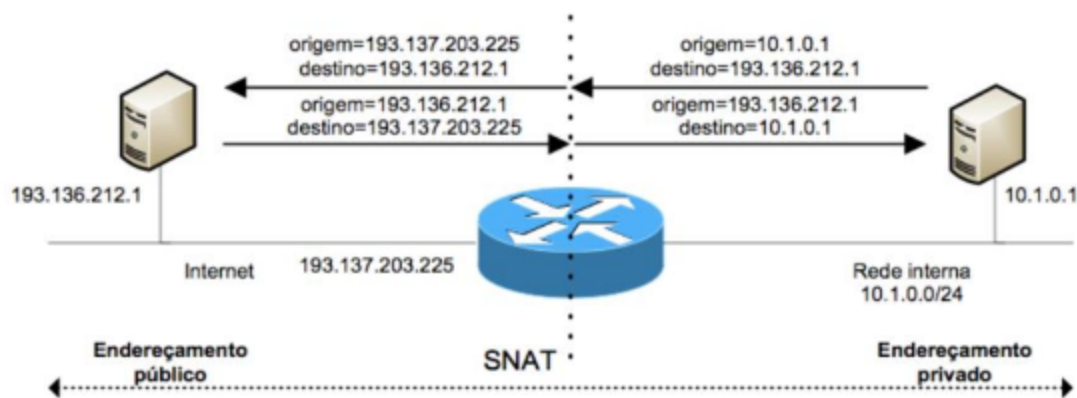 origem=193.137.203.225
destino=193.136.212.1
origem=10.1.0.1
destino=193.136.212.1
origem=193.136.212.1
destino=193.137.203.225
origem=193.136.212.1
destino=10.1.0.1
193.136.212.1
10.1.0.1
Internet
193.137.203.225
Rede interna
10.1.0.0/24
Endereçamento
público
SNAT
Endereçamento
privado